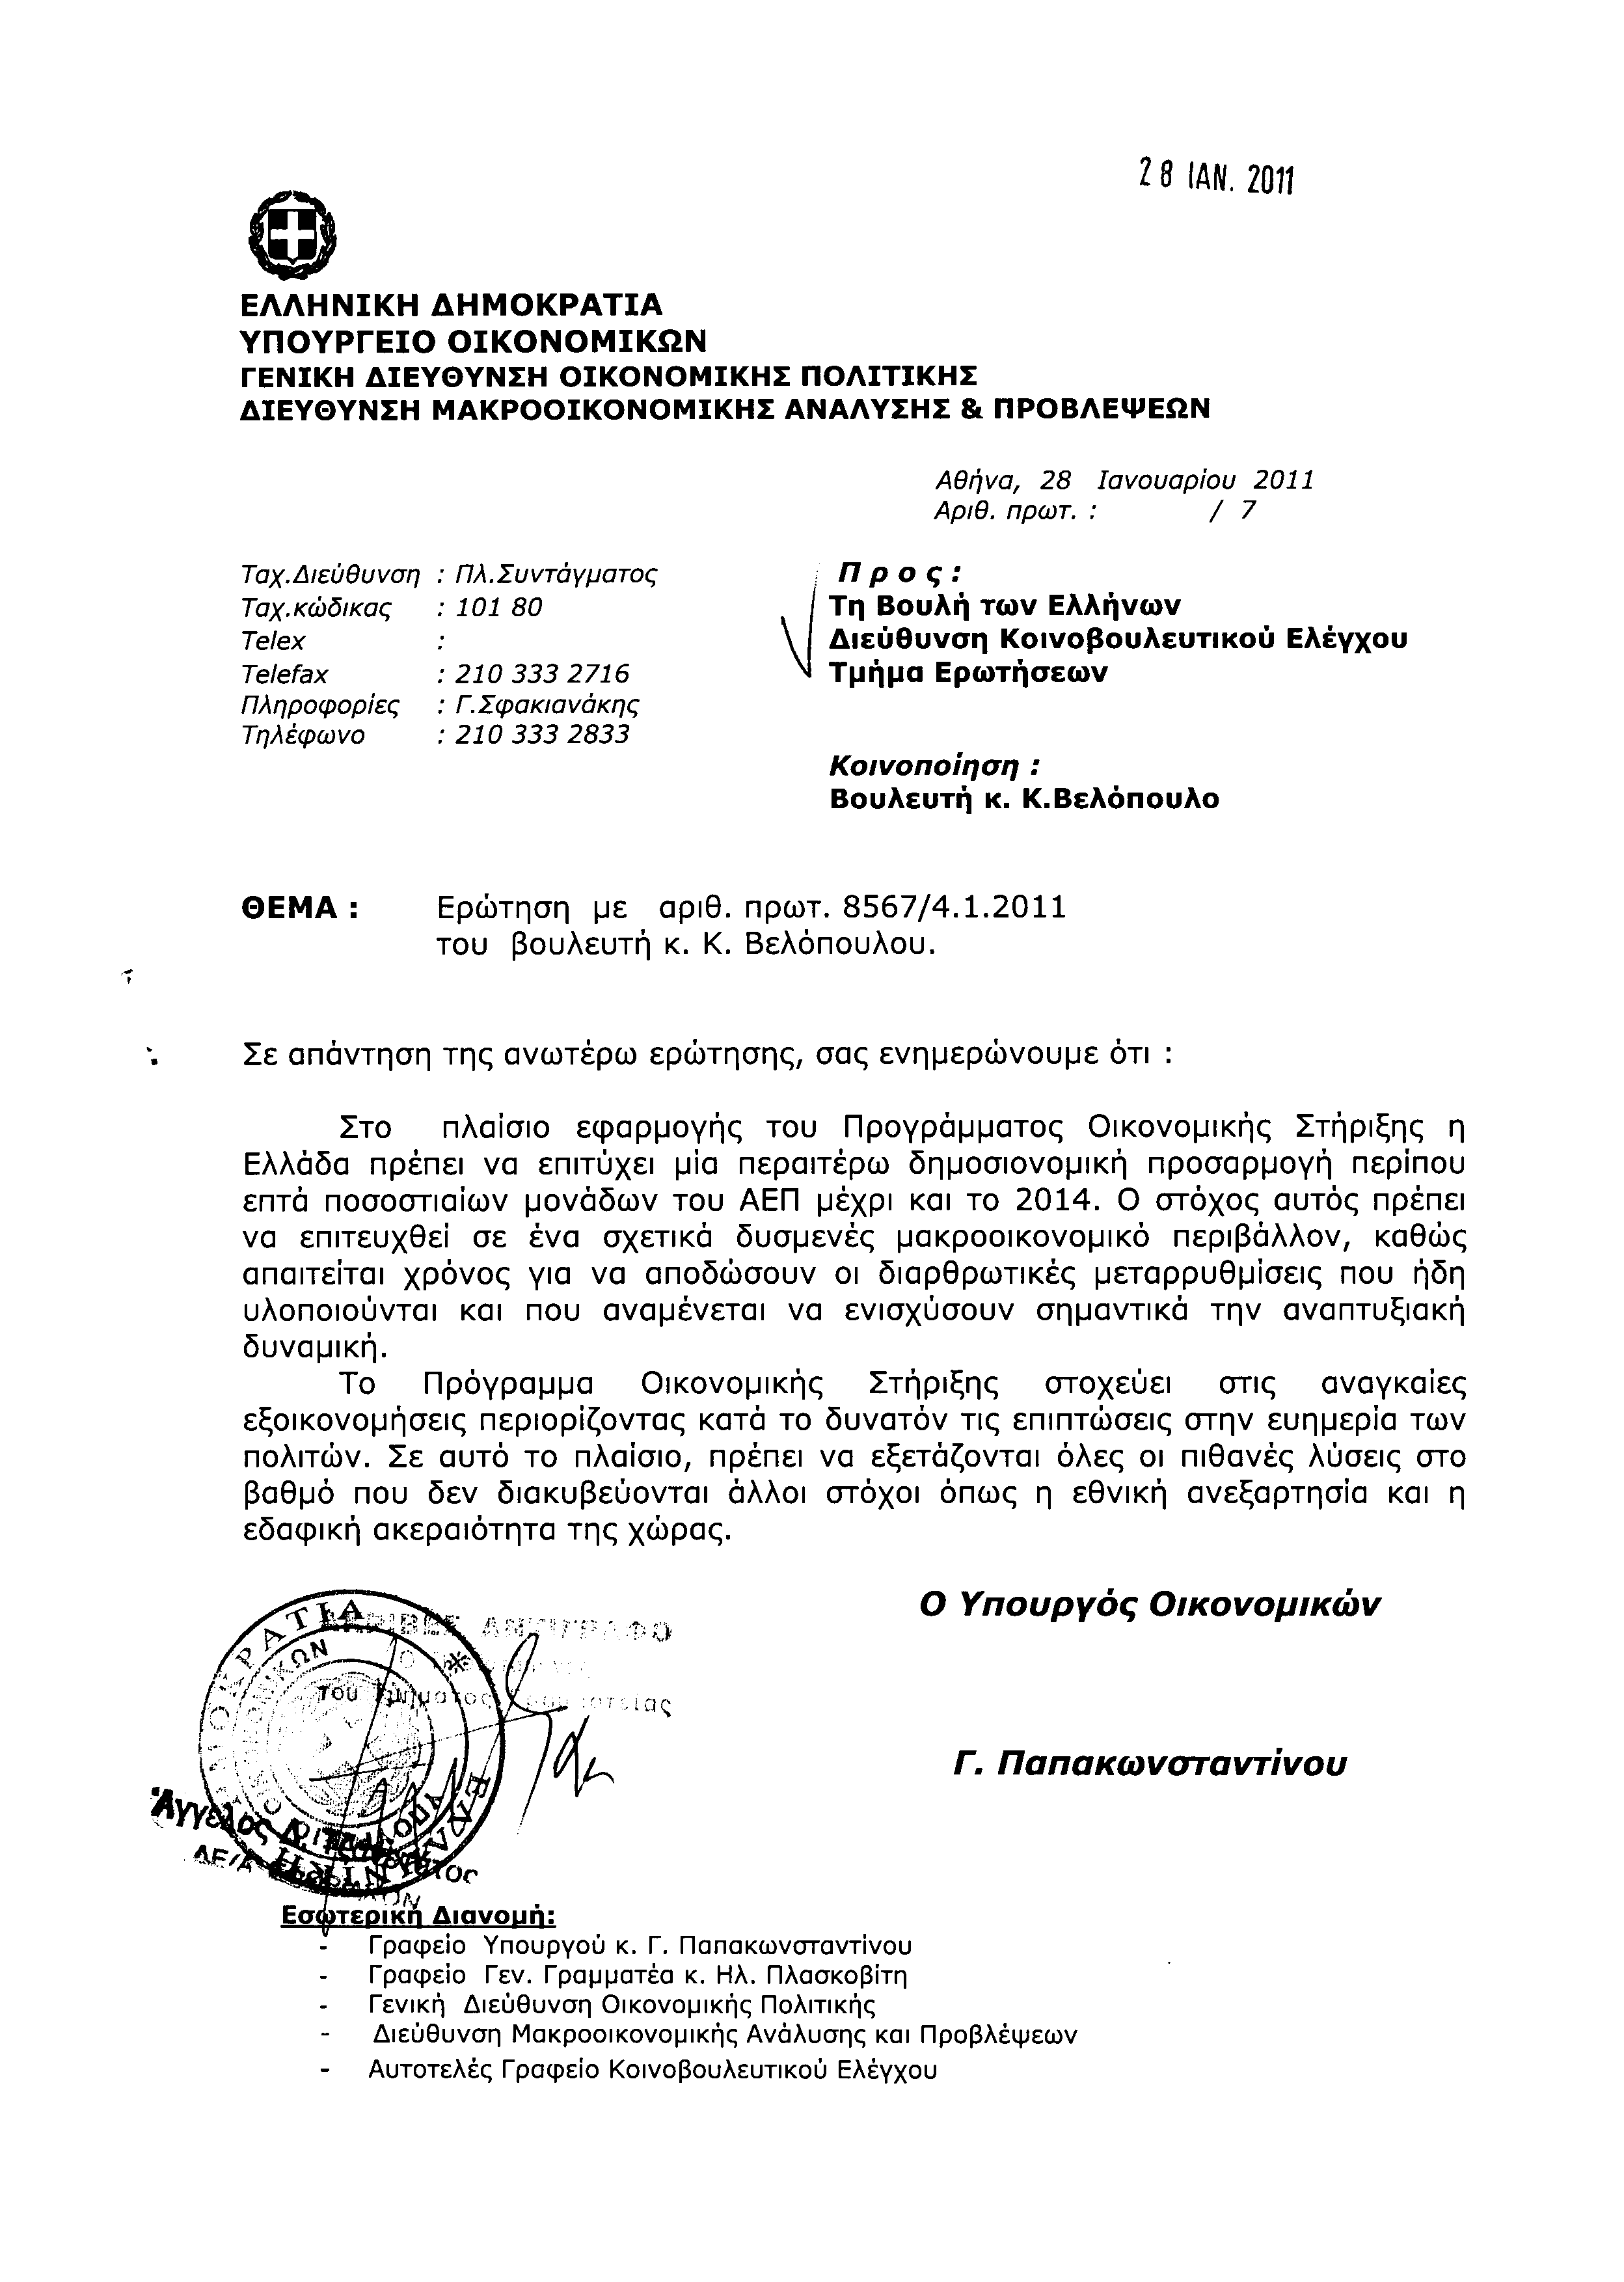 28 ΙΑΝ. 2011
ΕΛΛΗΝΙΚΗ ΔΗΜΟΚΡΑΤΙΑ
ΥΠΟΥΡΓΕΙΟ ΟΙΚΟΝΟΜΙΚΩΝ
ΓΕΝΙΚΗ ΔΙΕΥΘΥΝΣΗ ΟΙΚΟΝΟΜΙΚΗΣ ΠΟΛΙΤΙΚΗΣ
ΔΙΕΥΘΥΝΣΗ ΜΑΚΡΟΟΙΚΟΝΟΜΙΚΗΣ ΑΝΑΛΥΣΗΣ & ΠΡΟΒΛΕΨΕΩΝ
Αθήνα, 28 Ιανουαρίου 2011
Αριθ. πρωτ. : / 7
Ταχ.Διεύθυνση : Πλ.Συντάγματος
Ταχ.κώδικας : 101 80
Telex :
Telefax : 210 333 2716
Πληροφορίες : Γ.Σφακιανάκης
Τηλέφωνο : 210 333 2833
Π ρ ο ς :
Τη Βουλή των Ελλήνων
Διεύθυνση Κοινοβουλευτικού Ελέγχου
Τμήμα Ερωτήσεων
Κοινοποίηση :
Βουλευτή κ. Κ.Βελόπουλο
ΘΕΜΑ : Ερώτηση με αριθ. πρωτ. 8567/4.1.2011
του βουλευτή κ. Κ. Βελόπουλου.
Σε απάντηση της ανωτέρω ερώτησης, σας ενημερώνουμε ότι :
Στο πλαίσιο εφαρμογής του Προγράμματος Οικονομικής Στήριξης η
Ελλάδα πρέπει να επιτύχει μία περαιτέρω δημοσιονομική προσαρμογή περίπου
επτά ποσοστιαίων μονάδων του ΑΕΠ μέχρι και το 2014. Ο στόχος αυτός πρέπει
να επιτευχθεί σε ένα σχετικά δυσμενές μακροοικονομικό περιβάλλον, καθώς
απαιτείται χρόνος για να αποδώσουν οι διαρθρωτικές μεταρρυθμίσεις που ήδη
υλοποιούνται και που αναμένεται να ενισχύσουν σημαντικά την αναπτυξιακή
δυναμική.
Το Πρόγραμμα Οικονομικής Στήριξης στοχεύει στις αναγκαίες
εξοικονομήσεις περιορίζοντας κατά το δυνατόν τις επιπτώσεις στην ευημερία των
πολιτών. Σε αυτό το πλαίσιο, πρέπει να εξετάζονται όλες οι πιθανές λύσεις στο
βαθμό που δεν διακυβεύονται άλλοι στόχοι όπως η εθνική ανεξαρτησία και η
εδαφική ακεραιότητα της χώρας.
Ο Υπουργός Οικονομικών
ΑΚΡΙΒΕΣ ΑΝΤΙΓΡΑΦΟ
του Τμήματος Γραμματείας
Γ. Παπακωνσταντίνου
Άγγελος Δ.
Εσωτερική Διανομή:
- Γραφείο Υπουργού κ. Γ. Παπακωνσταντίνου
- Γραφείο Γεν. Γραμματέα κ. Ηλ. Πλασκοβίτη
- Γενική Διεύθυνση Οικονομικής Πολιτικής
- Διεύθυνση Μακροοικονομικής Ανάλυσης και Προβλέψεων
- Αυτοτελές Γραφείο Κοινοβουλευτικού Ελέγχου